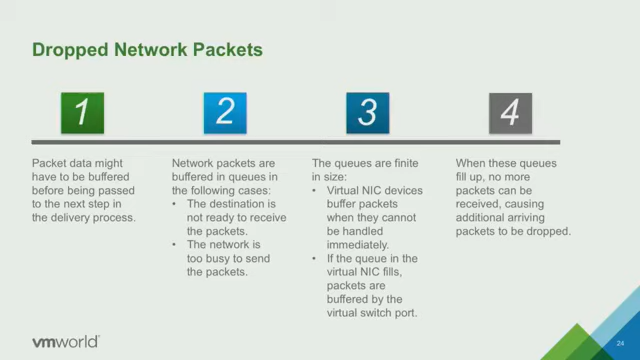 Dropped Network Packets
1
2
3
4
Packet data might
have to be buffered
before being passed
to the next step in
the delivery process.
Network packets are
buffered in queues in
the following cases:
• The destination is
not ready to receive
the packets.
• The network is
too busy to send
the packets.
The queues are finite
in size:
• Virtual NIC devices
buffer packets
when they cannot
be handled
immediately.
• If the queue in the
virtual NIC fills,
packets are
buffered by the
virtual switch port.
When these queues
fill up, no more
packets can be
received, causing
additional arriving
packets to be dropped.
vmworld
24